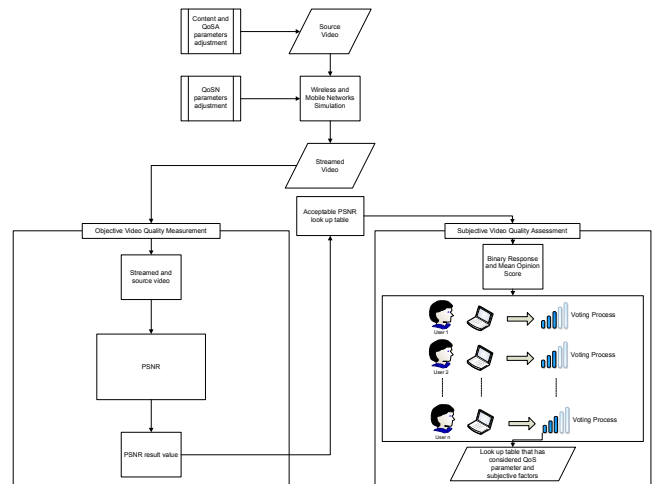 Content and
QoSA
parameters
adjustment
Source
Video
QoSN
parameters
adjustment
Wireless and
Mobile Networks
Simulation
Streamed
Video
Acceptable PSNR
look up table
Objective Video Quality Measurement
Streamed and
source video
PSNR
PSNR result value
Subjective Video Quality Assessment
Binary Response
and Mean Opinion
Score
User 1
Voting Process
User 2
Voting Process
User n
Voting Process
Look up table that has
considered QoS
parameter and
subjective factors